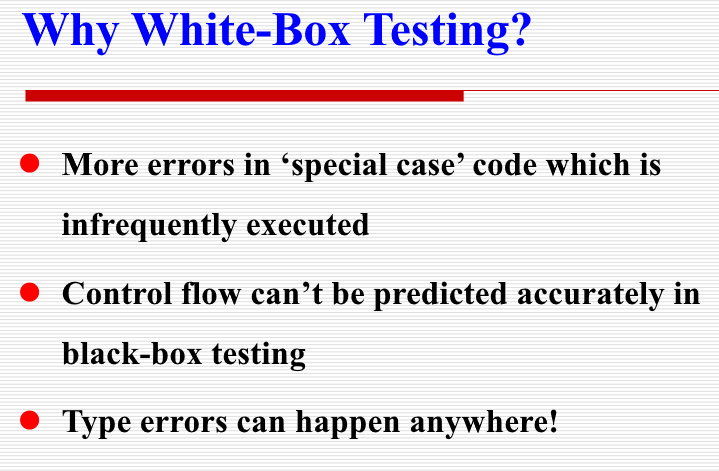 Why White-Box Testing?
More errors in ‘special case’ code which is
infrequently executed
Control flow can’t be predicted accurately in
black-box testing
Type errors can happen anywhere!